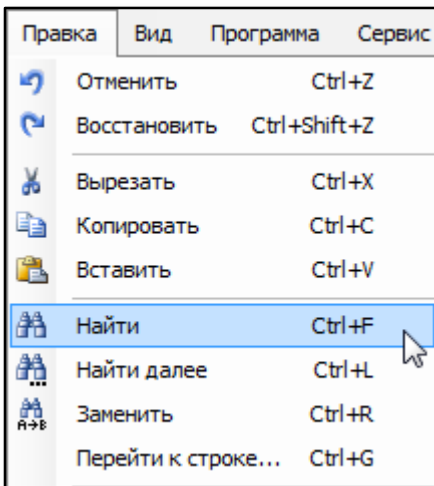 Правка Вид Программа Сервис
Отменить Ctrl+Z
Восстановить Ctrl+Shift+Z
Вырезать Ctrl+X
Копировать Ctrl+C
Вставить Ctrl+V
Найти Ctrl+F
Найти далее Ctrl+L
A→B Заменить Ctrl+R
Перейти к строке... Ctrl+G